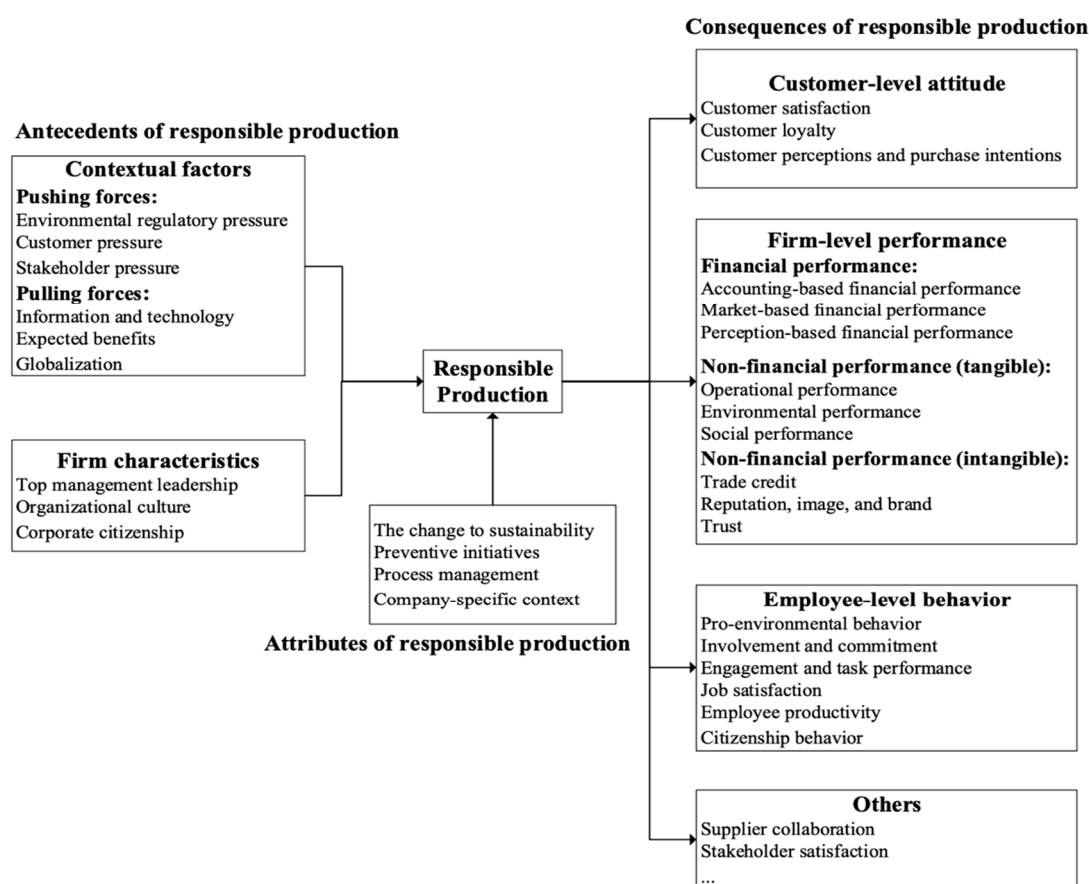 Antecedents of responsible production
Contextual factors
Pushing forces:
Environmental regulatory pressure
Customer pressure
Stakeholder pressure
Pulling forces:
Information and technology
Expected benefits
Globalization
Firm characteristics
Top management leadership
Organizational culture
Corporate citizenship
Responsible
Production
The change to sustainability
Preventive initiatives
Process management
Company-specific context
Attributes of responsible production
Consequences of responsible production
Customer-level attitude
Customer satisfaction
Customer loyalty
Customer perceptions and purchase intentions
Firm-level performance
Financial performance:
Accounting-based financial performance
Market-based financial performance
Perception-based financial performance
Non-financial performance (tangible):
Operational performance
Environmental performance
Social performance
Non-financial performance (intangible):
Trade credit
Reputation, image, and brand
Trust
Employee-level behavior
Pro-environmental behavior
Involvement and commitment
Engagement and task performance
Job satisfaction
Employee productivity
Citizenship behavior
Others
Supplier collaboration
Stakeholder satisfaction
...